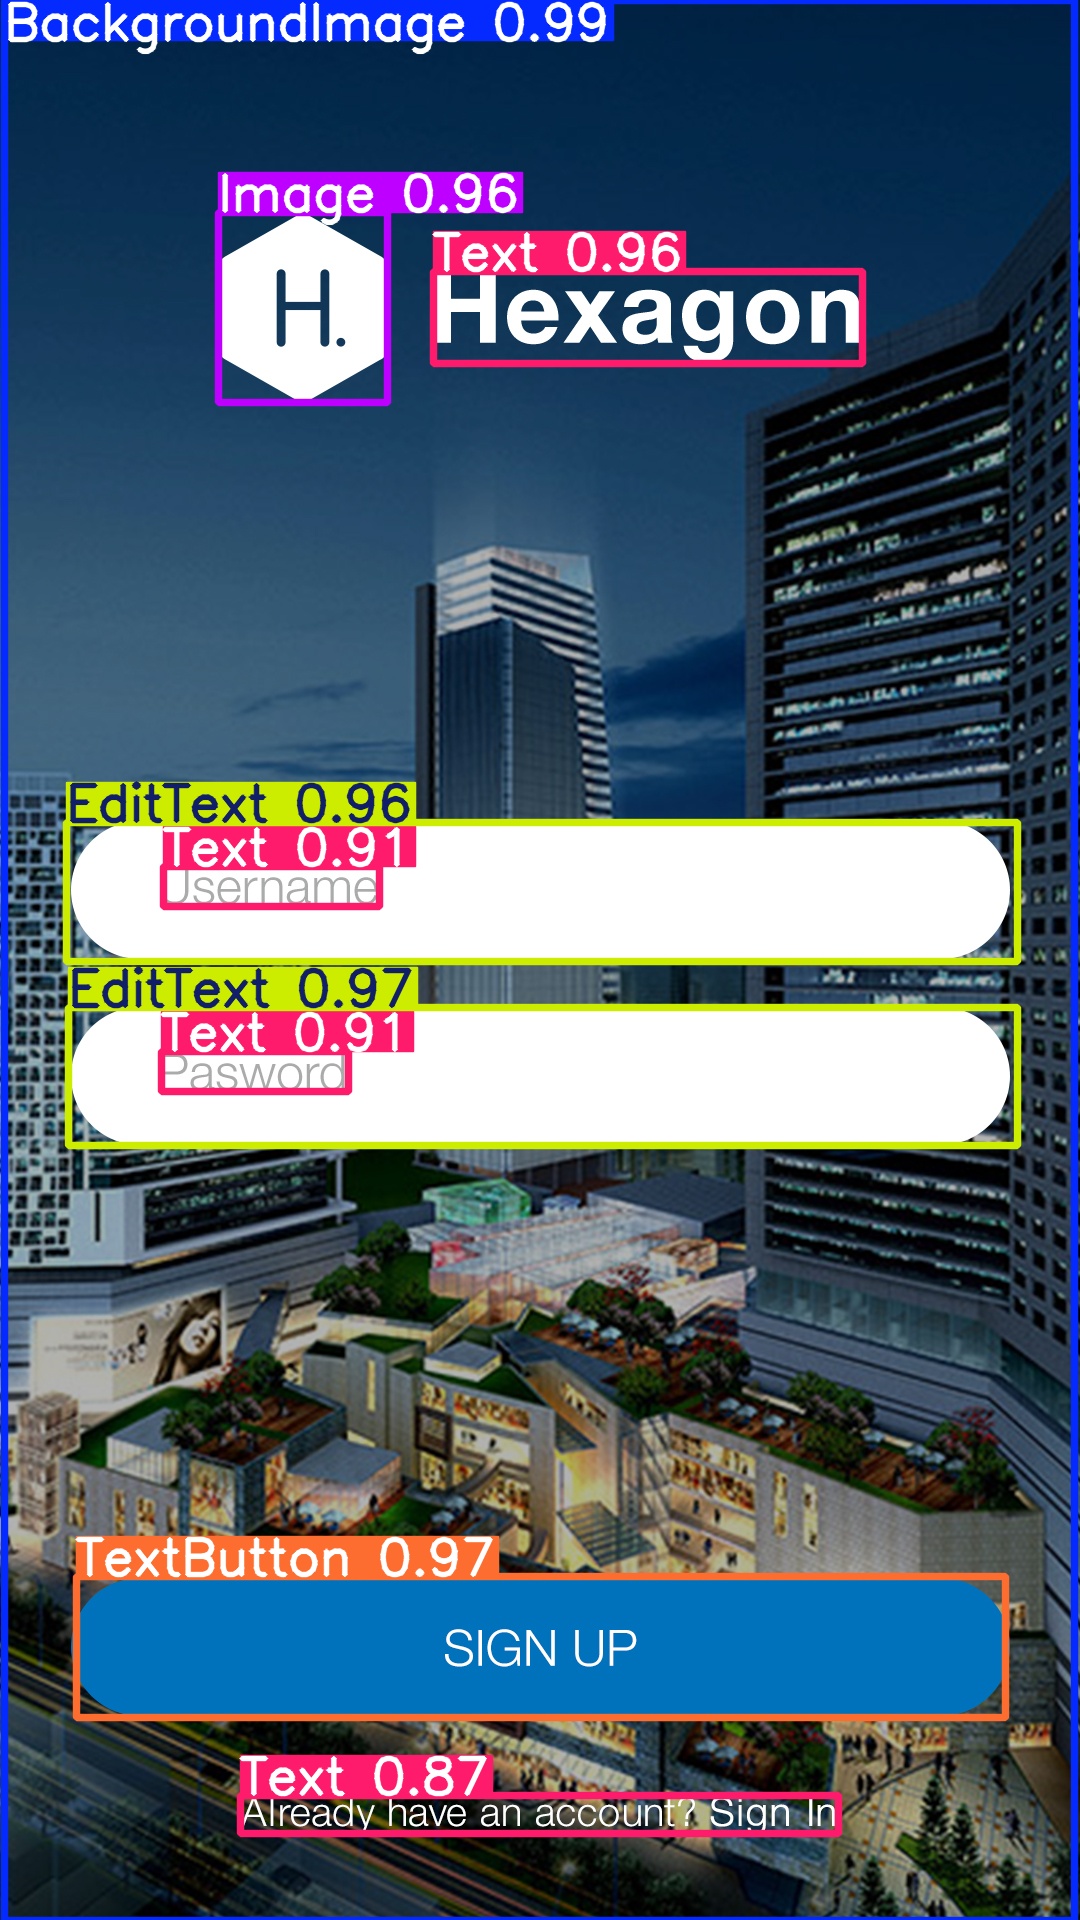 BackgroundImage 0.99
Image 0.96
H.
Text 0.96
Hexagon
EditText 0.96
Text 0.91
Username
EditText 0.97
Text 0.91
Pasword
TextButton 0.97
SIGN UP
Text 0.87
Already have an account? Sign In